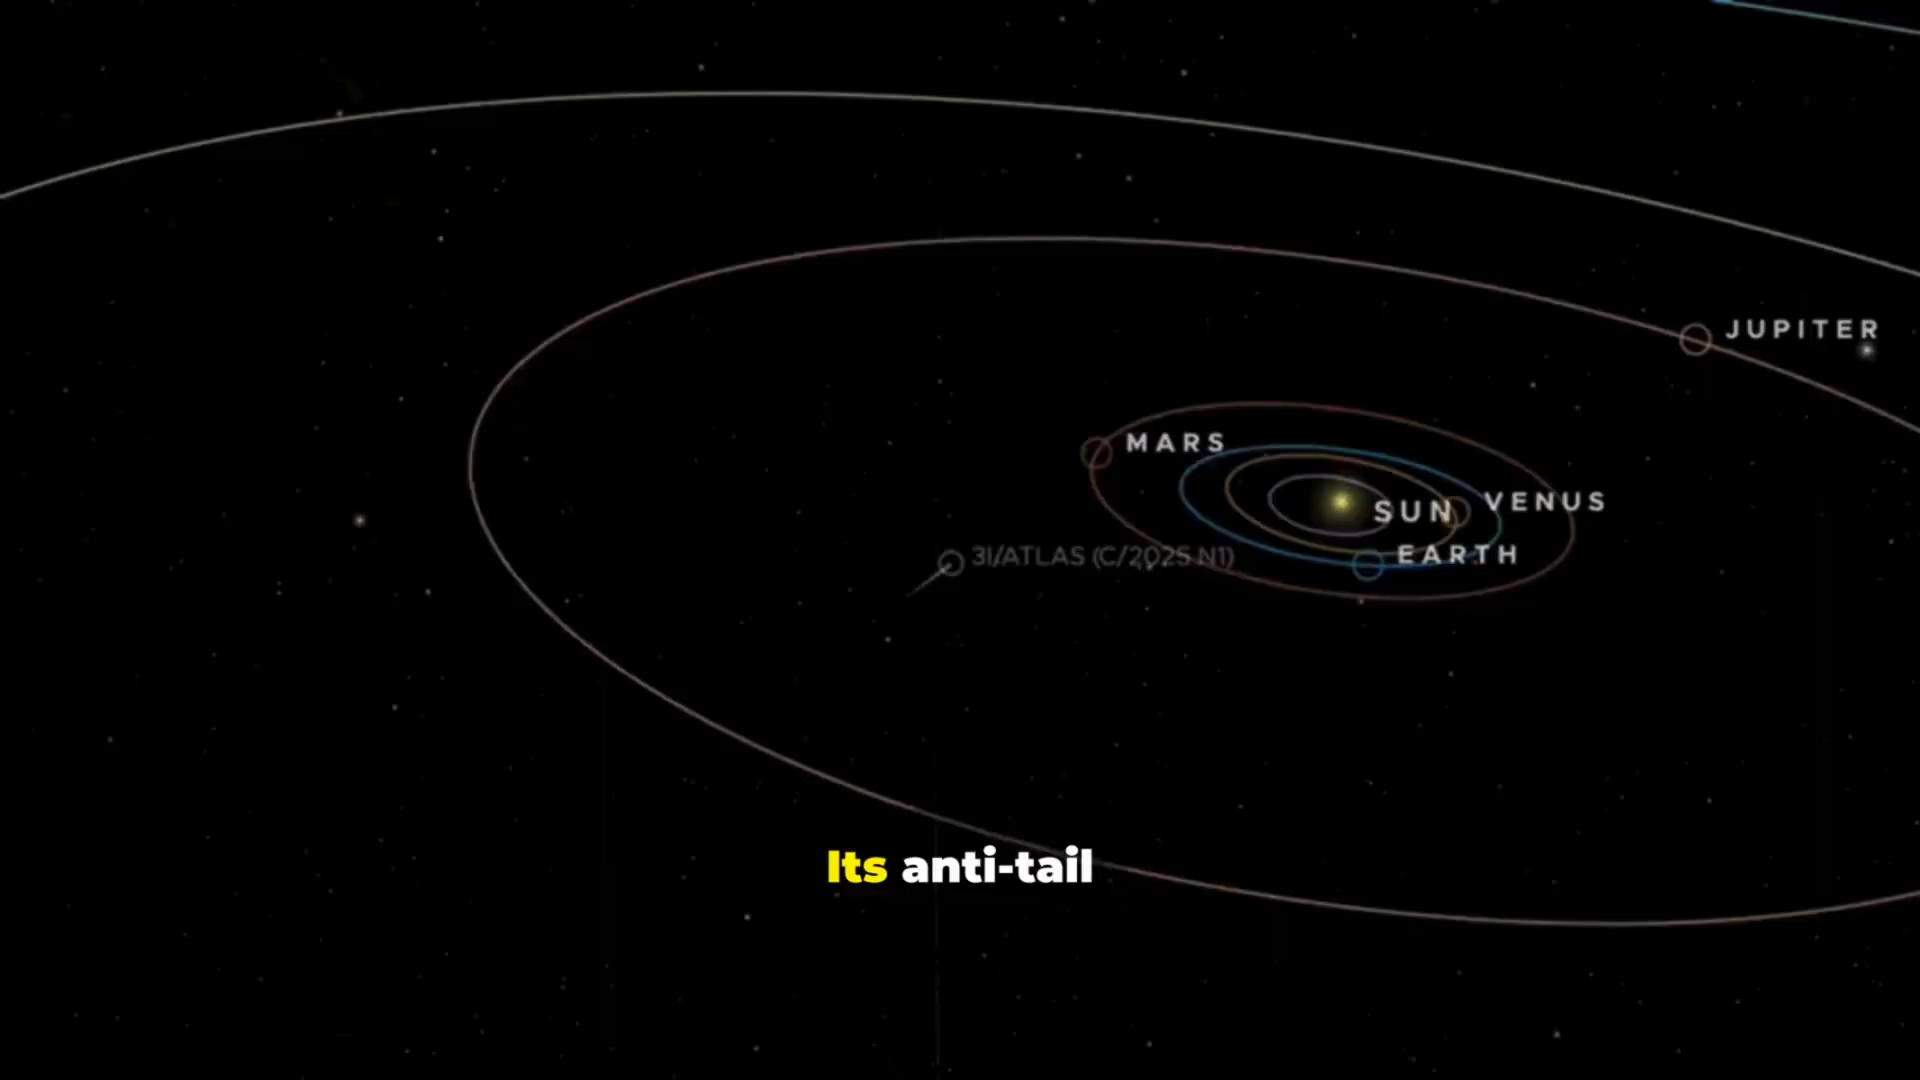 JUPITER
MARS
VENUS
SUN
EARTH
3I/ATLAS (C/2025 N1)
Its anti-tail